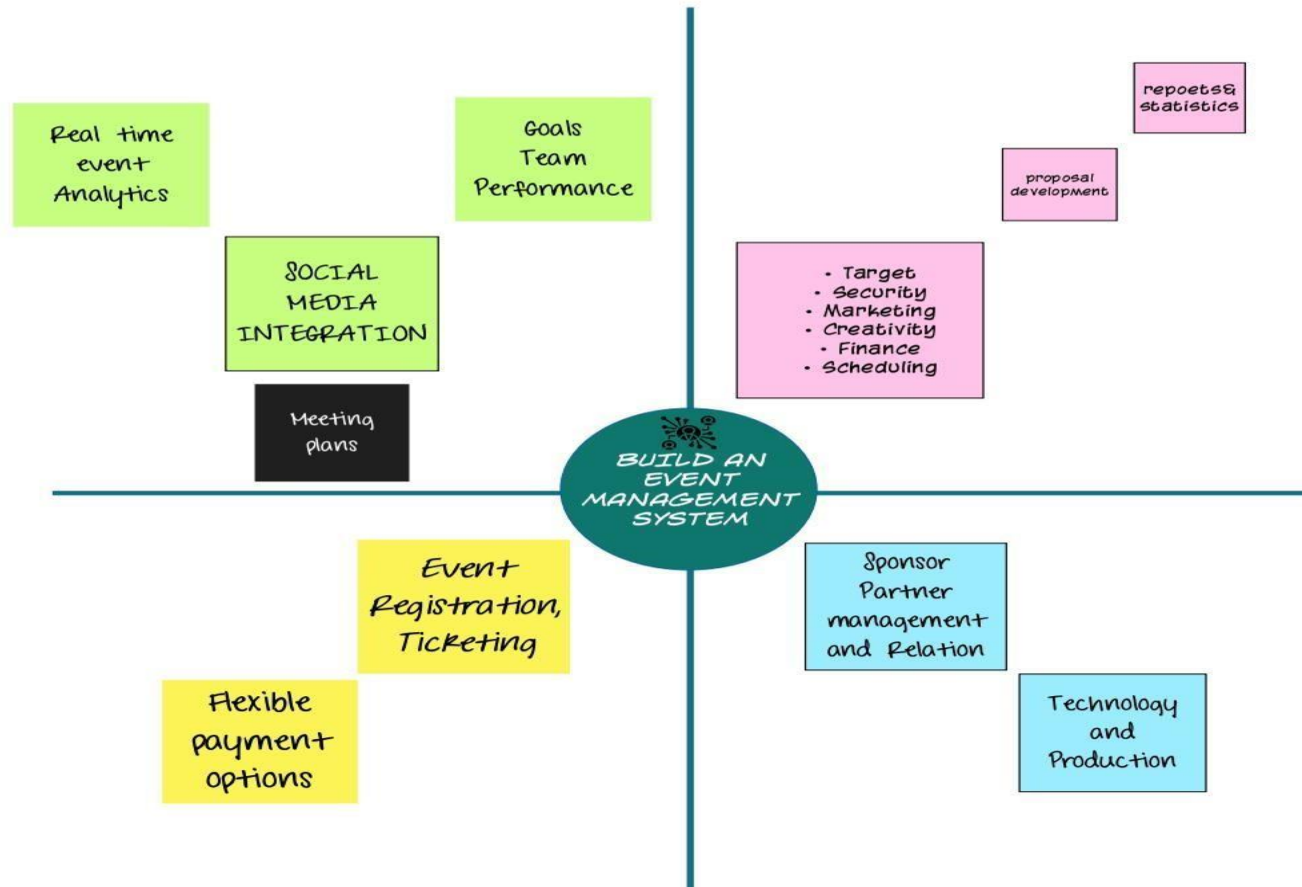 Real time
event
Analytics
Goals
Team
Performance
SOCIAL
MEDIA
INTEGRATION
Meeting
plans
repoets&
statistics
proposal
development
• Target
• Security
• Marketing
• Creativity
• Finance
• Scheduling
BUILD AN
EVENT
MANAGEMENT
SYSTEM
Event
Registration,
Ticketing
Flexible
payment
options
Sponsor
Partner
management
and Relation
Technology
and
Production